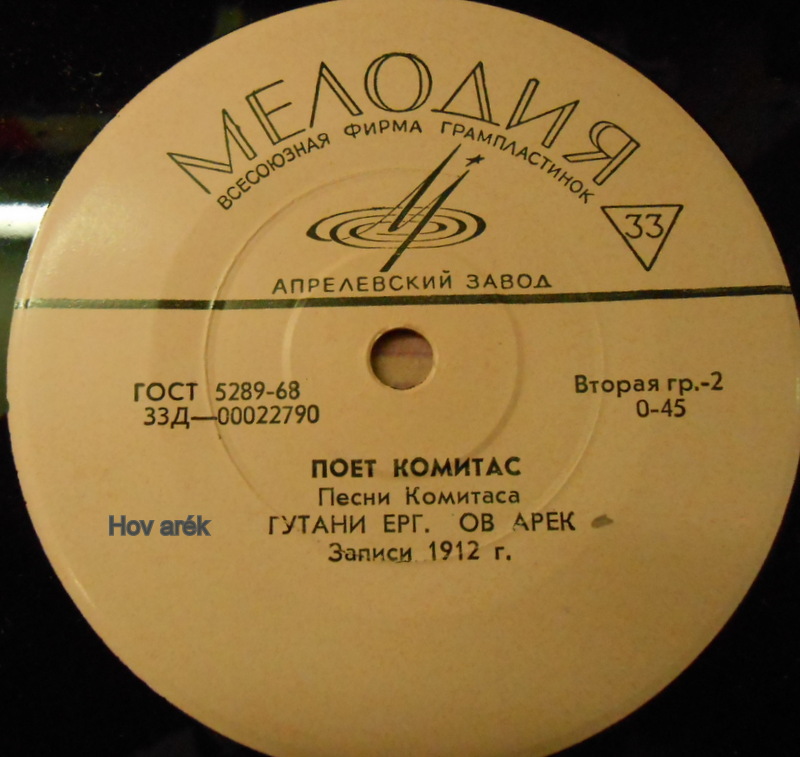 МЕЛОДИЯ
ВСЕСОЮЗНАЯ ФИРМА ГРАМПЛАСТИНОК
33
АПРЕЛЕВСКИЙ ЗАВОД
ГОСТ 5289-68
33Д—00022790
Вторая гр.-2
0-45
ПОЕТ КОМИТАС
Песни Комитаса
Hov arék
ГУТАНИ ЕРГ. ОВ АРЕК
Записи 1912 г.